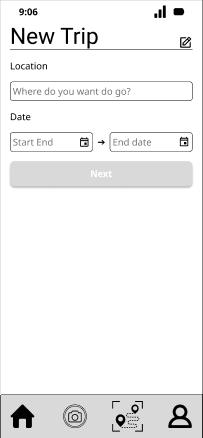 9:06
New Trip
Location
Where do you want do go?
Date
Start End → End date
Next